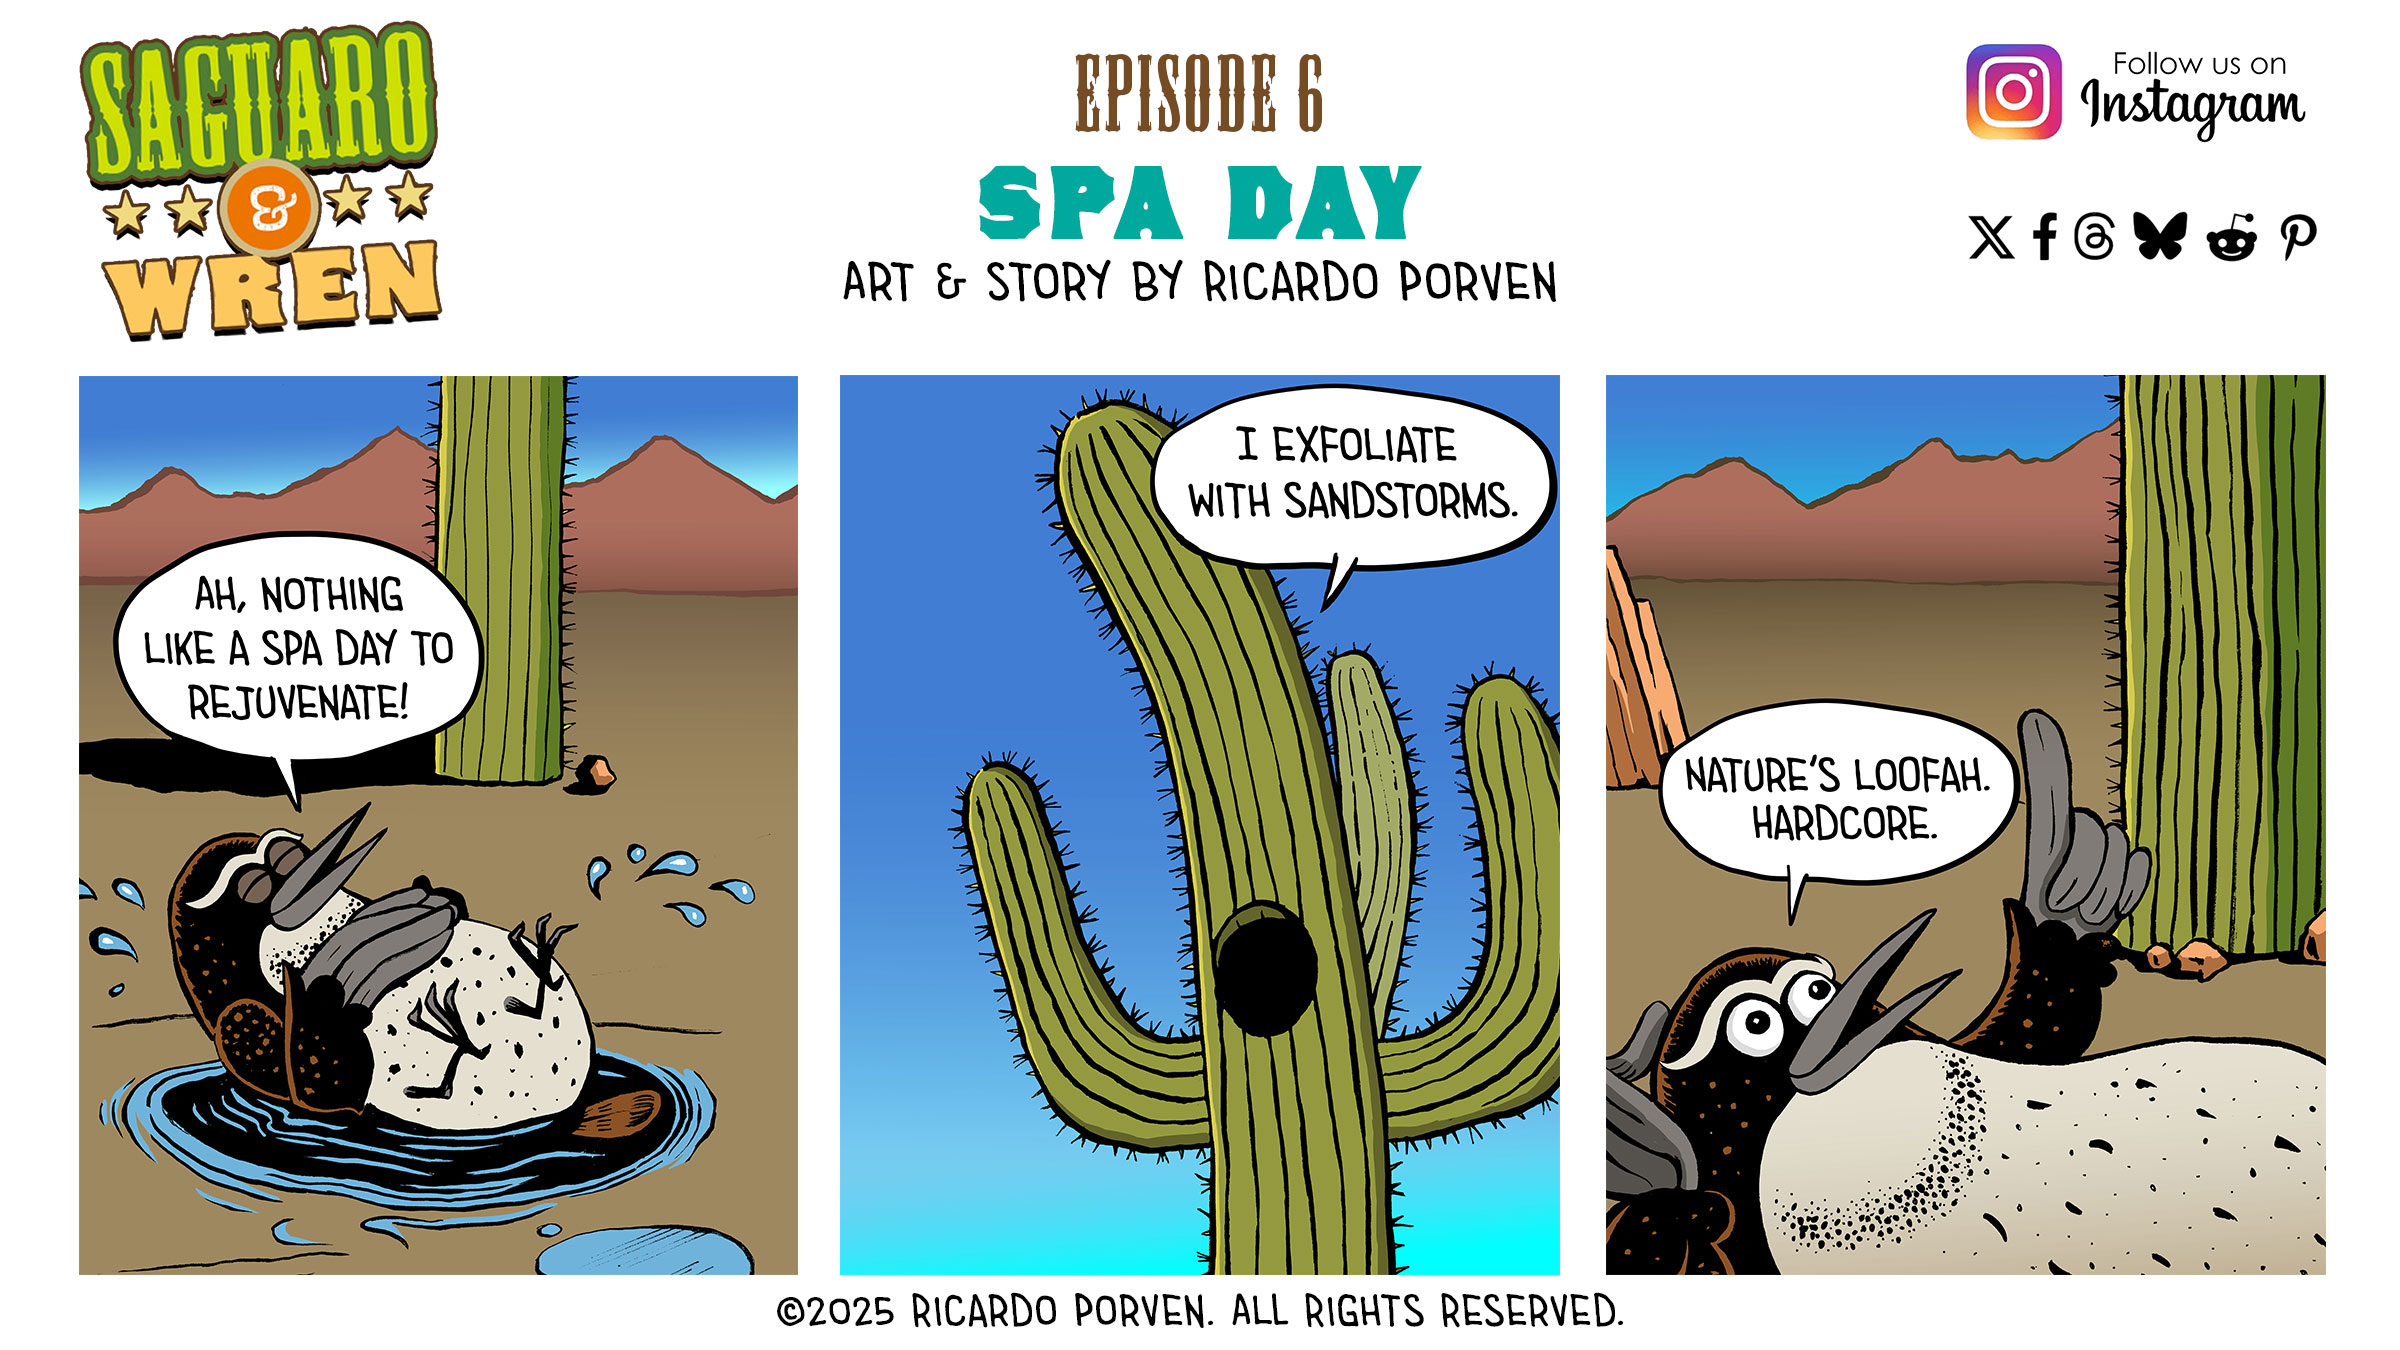 SAGUARO
&
WREN
EPISODE 6
SPA DAY
ART & STORY BY RICARDO PORVEN
Follow us on
Instagram
AH, NOTHING
LIKE A SPA DAY TO
REJUVENATE!
I EXFOLIATE
WITH SANDSTORMS.
NATURE'S LOOFAH.
HARDCORE.
©2025 RICARDO PORVEN. ALL RIGHTS RESERVED.